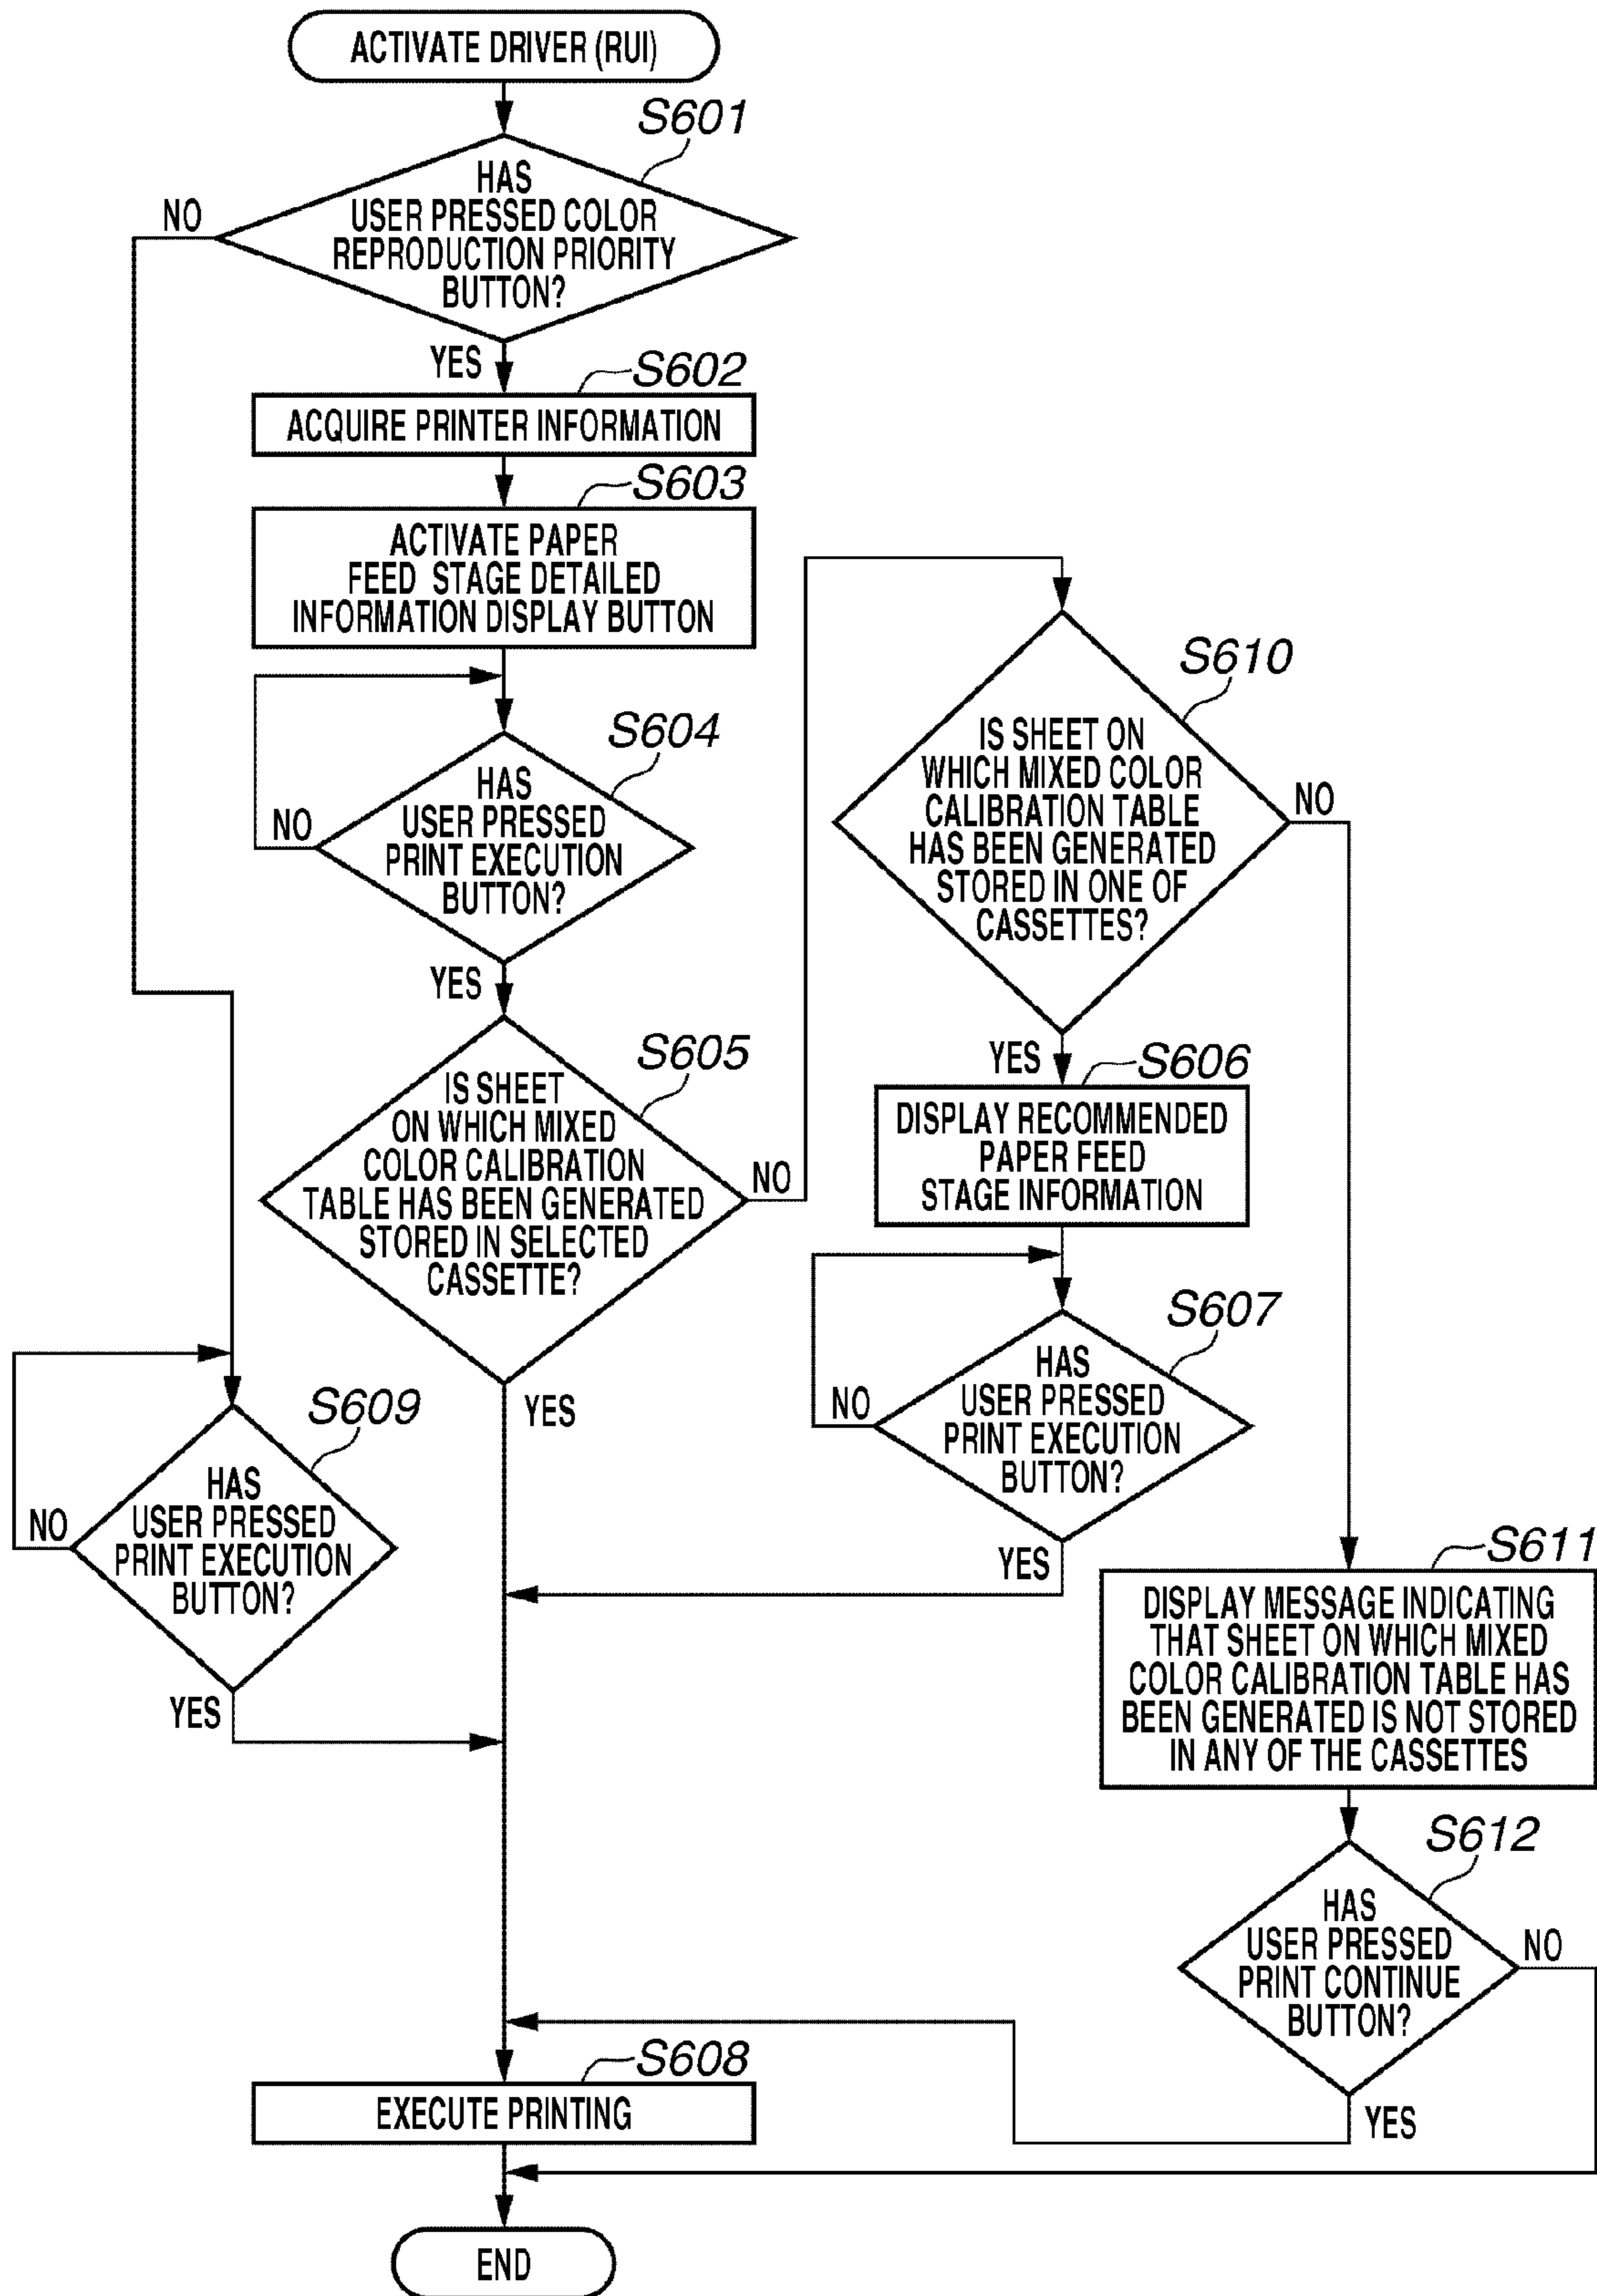 ACTIVATE DRIVER (RUI)
S601
HAS
USER PRESSED COLOR
REPRODUCTION PRIORITY
BUTTON?
NO
YES
S602
ACQUIRE PRINTER INFORMATION
S603
ACTIVATE PAPER
FEED STAGE DETAILED
INFORMATION DISPLAY BUTTON
S604
HAS
USER PRESSED
PRINT EXECUTION
BUTTON?
NO
YES
S605
IS SHEET
ON WHICH MIXED
COLOR CALIBRATION
TABLE HAS BEEN GENERATED
STORED IN SELECTED
CASSETTE?
NO
YES
S610
IS SHEET ON
WHICH MIXED COLOR
CALIBRATION TABLE
HAS BEEN GENERATED
STORED IN ONE OF
CASSETTES?
NO
YES
S606
DISPLAY RECOMMENDED
PAPER FEED
STAGE INFORMATION
S607
HAS
USER PRESSED
PRINT EXECUTION
BUTTON?
NO
YES
S609
HAS
USER PRESSED
PRINT EXECUTION
BUTTON?
NO
YES
S611
DISPLAY MESSAGE INDICATING
THAT SHEET ON WHICH MIXED
COLOR CALIBRATION TABLE HAS
BEEN GENERATED IS NOT STORED
IN ANY OF THE CASSETTES
S612
HAS
USER PRESSED
PRINT CONTINUE
BUTTON?
NO
YES
S608
EXECUTE PRINTING
END